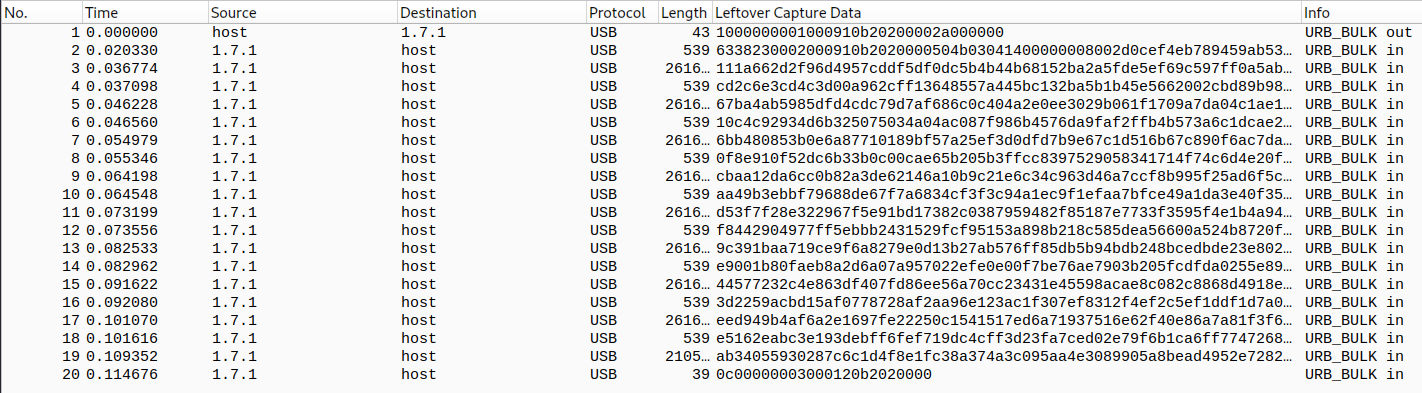 No. Time Source Destination Protocol Length Leftover Capture Data Info
1 0.000000 host 1.7.1 USB 43 1000000001000910b20200002a000000 URB_BULK out
2 0.020330 1.7.1 host USB 539 6338230002000910b2020000504b03041400000008002d0cef4eb789459ab53… URB_BULK in
3 0.036774 1.7.1 host USB 2616… 111a662d2f96d4957cddf5df0dc5b4b44b68152ba2a5fde5ef69c597ff0a5ab… URB_BULK in
4 0.037098 1.7.1 host USB 539 cd2c6e3cd4c3d00a962cff13648557a445bc132ba5b1b45e5662002cbd89b98… URB_BULK in
5 0.046228 1.7.1 host USB 2616… 67ba4ab5985dfd4cdc79d7af686c0c404a2e0ee3029b061f1709a7da04c1ae1… URB_BULK in
6 0.046560 1.7.1 host USB 539 10c4c92934d6b325075034a04ac087f986b4576da9faf2ffb4b573a6c1dcae2… URB_BULK in
7 0.054979 1.7.1 host USB 2616… 6bb480853b0e6a87710189bf57a25ef3d0dfd7b9e67c1d516b67c890f6ac7da… URB_BULK in
8 0.055346 1.7.1 host USB 539 0f8e910f52dc6b33b0c00cae65b205b3ffcc8397529058341714f74c6d4e20f… URB_BULK in
9 0.064198 1.7.1 host USB 2616… cbaa12da6cc0b82a3de62146a10b9c21e6c34c963d46a7ccf8b995f25ad6f5c… URB_BULK in
10 0.064548 1.7.1 host USB 539 aa49b3ebbf79688de67f7a6834cf3f3c94a1ec9f1efaa7bfce49a1da3e40f35… URB_BULK in
11 0.073199 1.7.1 host USB 2616… d53f7f28e322967f5e91bd17382c0387959482f85187e7733f3595f4e1b4a94… URB_BULK in
12 0.073556 1.7.1 host USB 539 f8442904977ff5ebbb2431529fcf95153a898b218c585dea56600a524b8720f… URB_BULK in
13 0.082533 1.7.1 host USB 2616… 9c391baa719ce9f6a8279e0d13b27ab576ff85db5b94bdb248bcedbde23e802… URB_BULK in
14 0.082962 1.7.1 host USB 539 e9001b80faeb8a2d6a07a957022efe0e00f7be76ae7903b205fcdfda0255e89… URB_BULK in
15 0.091622 1.7.1 host USB 2616… 44577232c4e863df407fd86ee56a70cc23431e45598acae8c082c8868d4918e… URB_BULK in
16 0.092080 1.7.1 host USB 539 3d2259acbd15af0778728af2aa96e123ac1f307ef8312f4ef2c5ef1ddf1d7a0… URB_BULK in
17 0.101070 1.7.1 host USB 2616… eed949b4af6a2e1697fe22250c1541517ed6a71937516e62f40e86a7a81f3f6… URB_BULK in
18 0.101616 1.7.1 host USB 539 e5162eabc3e193debff6fef719dc4cff3d23fa7ced02e79f6b1ca6ff7747268… URB_BULK in
19 0.109352 1.7.1 host USB 2105… ab34055930287c6c1d4f8e1fc38a374a3c095aa4e3089905a8bead4952e7282… URB_BULK in
20 0.114676 1.7.1 host USB 39 0c00000003000120b2020000 URB_BULK in